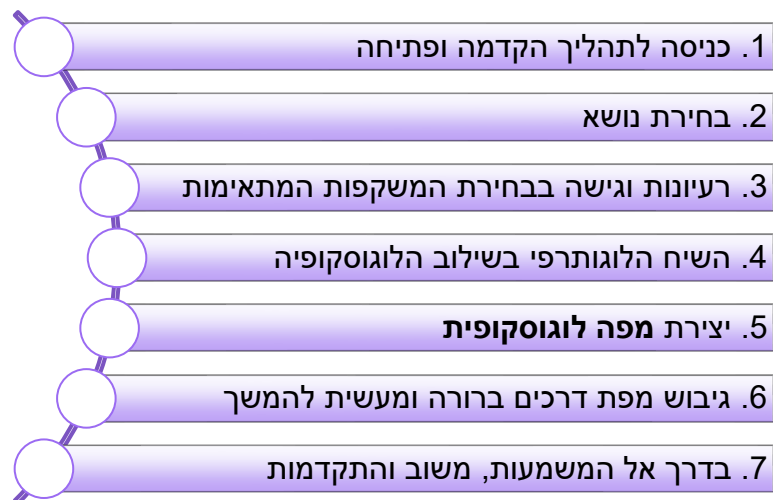 1. כניסה לתהליך הקדמה ופתיחה
2. בחירת נושא
3. רעיונות וגישה בבחירת המשקפות המתאימות
4. השיח הלוגותרפי בשילוב הלוגוסקופיה
5. יצירת מפה לוגוסקופית
6. גיבוש מפת דרכים ברורה ומעשית להמשך
7. בדרך אל המשמעות, משוב והתקדמות